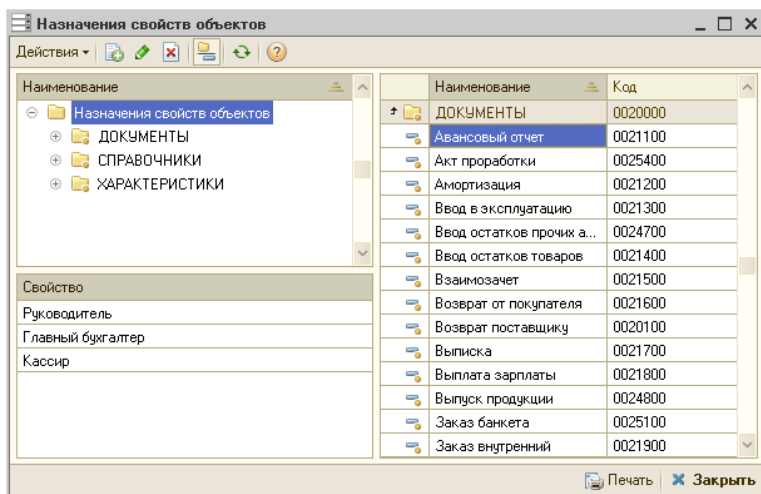 Назначения свойств объектов
Действия
Наименование
Назначения свойств объектов
ДОКУМЕНТЫ
СПРАВОЧНИКИ
ХАРАКТЕРИСТИКИ
Свойство
Руководитель
Главный бухгалтер
Кассир
Наименование Код
ДОКУМЕНТЫ 0020000
Авансовый отчет 0021100
Акт проработки 0025400
Амортизация 0021200
Ввод в эксплуатацию 0021300
Ввод остатков прочих а... 0024700
Ввод остатков товаров 0021400
Взаимозачет 0021500
Возврат от покупателя 0021600
Возврат поставщику 0020100
Выписка 0021700
Выплата зарплаты 0021800
Выпуск продукции 0024800
Заказ банкета 0025100
Заказ внутренний 0021900
Печать Закрыть